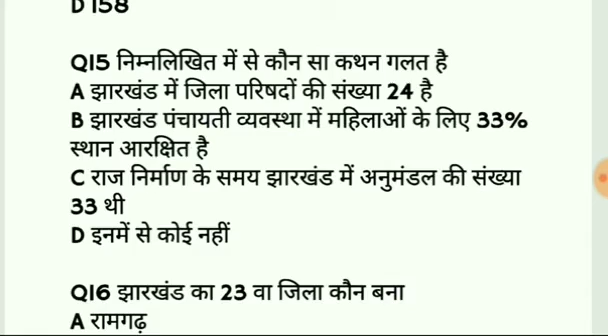 D 158
Q15 निम्नलिखित में से कौन सा कथन गलत है
A झारखंड में जिला परिषदों की संख्या 24 है
B झारखंड पंचायती व्यवस्था में महिलाओं के लिए 33%
स्थान आरक्षित है
C राज निर्माण के समय झारखंड में अनुमंडल की संख्या
33 थी
D इनमें से कोई नहीं
Q16 झारखंड का 23 वा जिला कौन बना
A रामगढ़